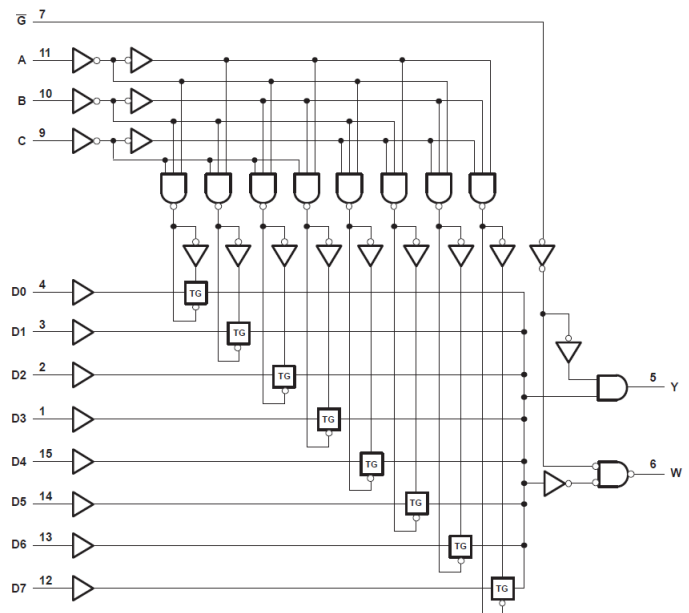 G̅ 7
A 11
B 10
C 9
D0 4 TG
D1 3 TG
D2 2 TG
5 Y
D3 1 TG
D4 15 TG
6 W
D5 14 TG
D6 13 TG
D7 12 TG